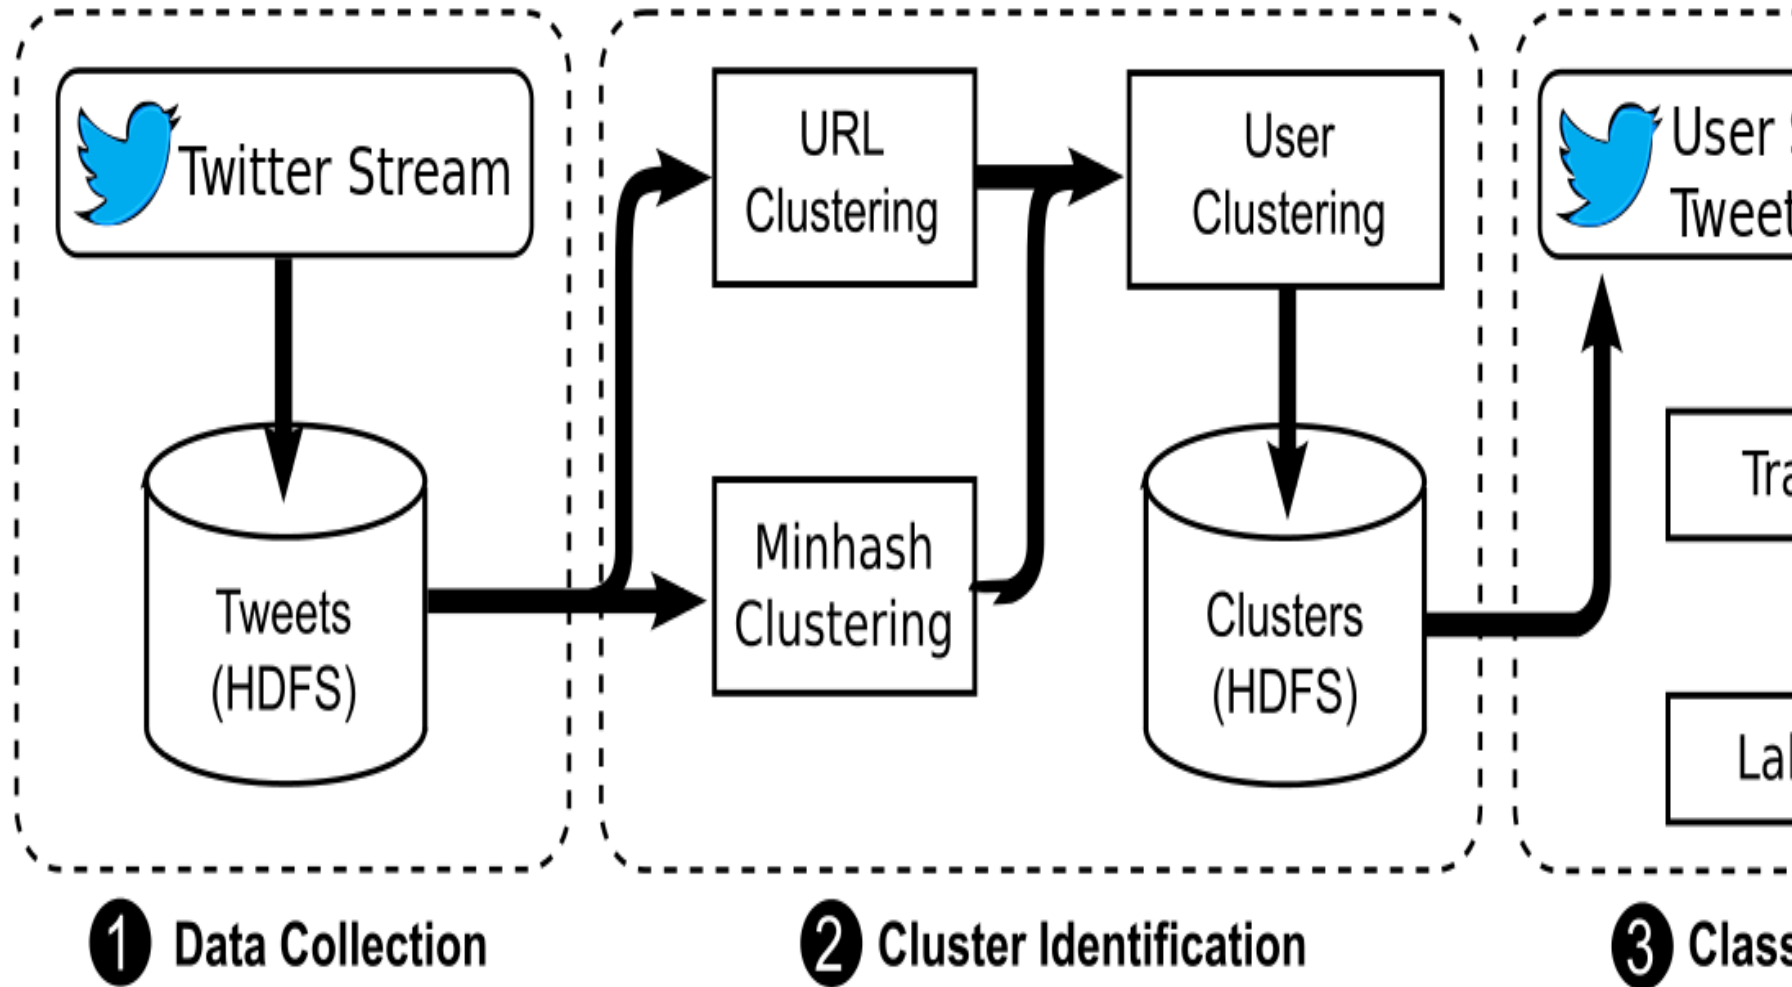 Twitter Stream
Tweets
(HDFS)
1 Data Collection
URL
Clustering
Minhash
Clustering
User
Clustering
Clusters
(HDFS)
2 Cluster Identification
User
Tweet
3